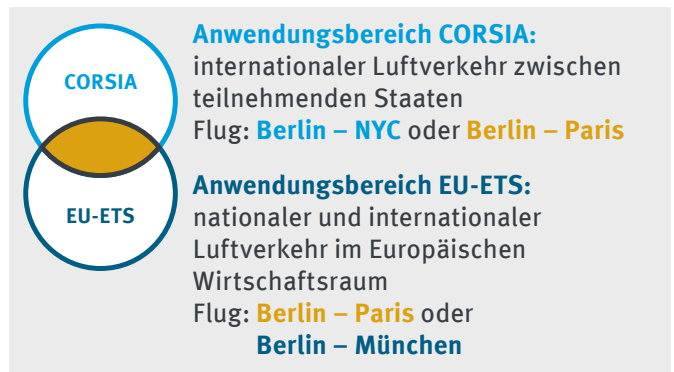 CORSIA
EU-ETS
Anwendungsbereich CORSIA:
internationaler Luftverkehr zwischen
teilnehmenden Staaten
Flug: Berlin – NYC oder Berlin – Paris
Anwendungsbereich EU-ETS:
nationaler und internationaler
Luftverkehr im Europäischen
Wirtschaftsraum
Flug: Berlin – Paris oder
Berlin – München